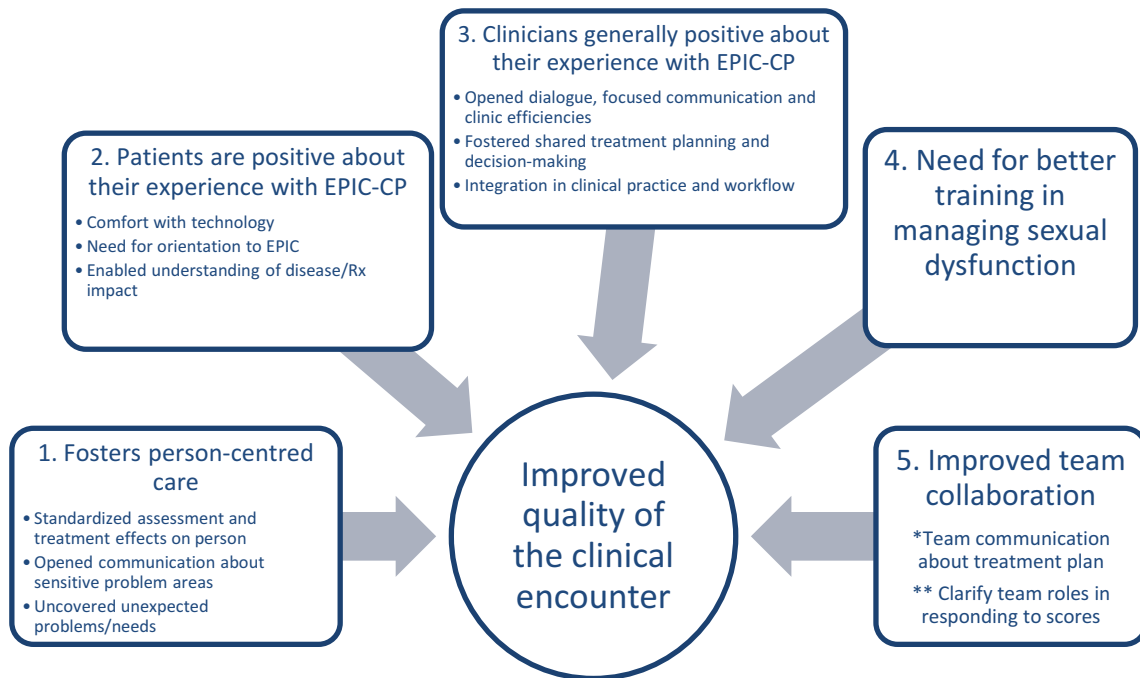 1. Fosters person-centred
care
• Standardized assessment and
treatment effects on person
• Opened communication about
sensitive problem areas
• Uncovered unexpected
problems/needs
2. Patients are positive about
their experience with EPIC-CP
• Comfort with technology
• Need for orientation to EPIC
• Enabled understanding of disease/Rx
impact
3. Clinicians generally positive about
their experience with EPIC-CP
• Opened dialogue, focused communication and
clinic efficiencies
• Fostered shared treatment planning and
decision-making
• Integration in clinical practice and workflow
4. Need for better
training in
managing sexual
dysfunction
5. Improved team
collaboration
*Team communication
about treatment plan
** Clarify team roles in
responding to scores
Improved
quality of
the clinical
encounter